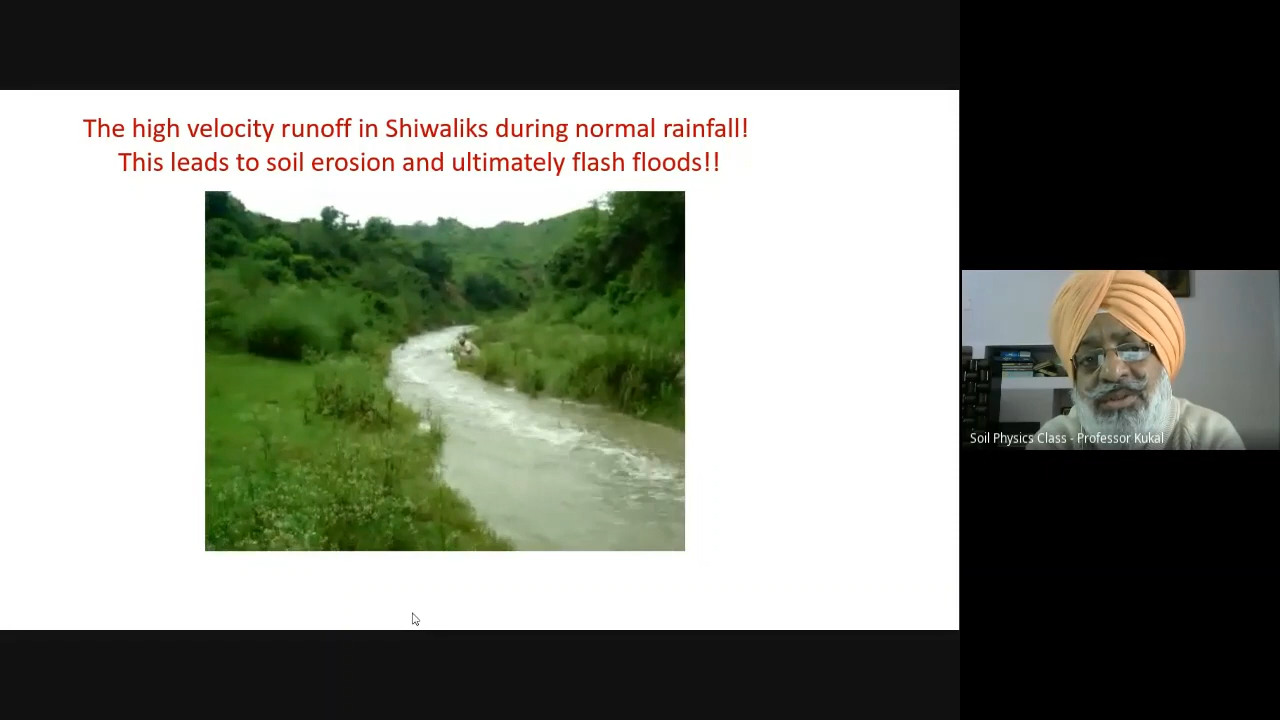 The high velocity runoff in Shiwaliks during normal rainfall!
This leads to soil erosion and ultimately flash floods!!
Soil Physics Class - Professor Kukal